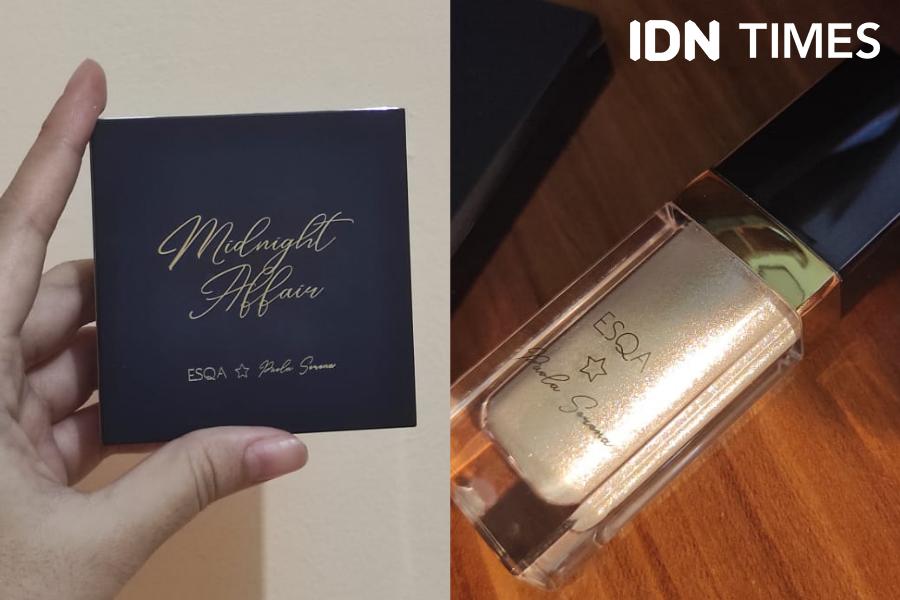 Midnight
Affair
ESQA ☆ Paola Serena
IDN TIMES
ESQA
☆
Paola Serena